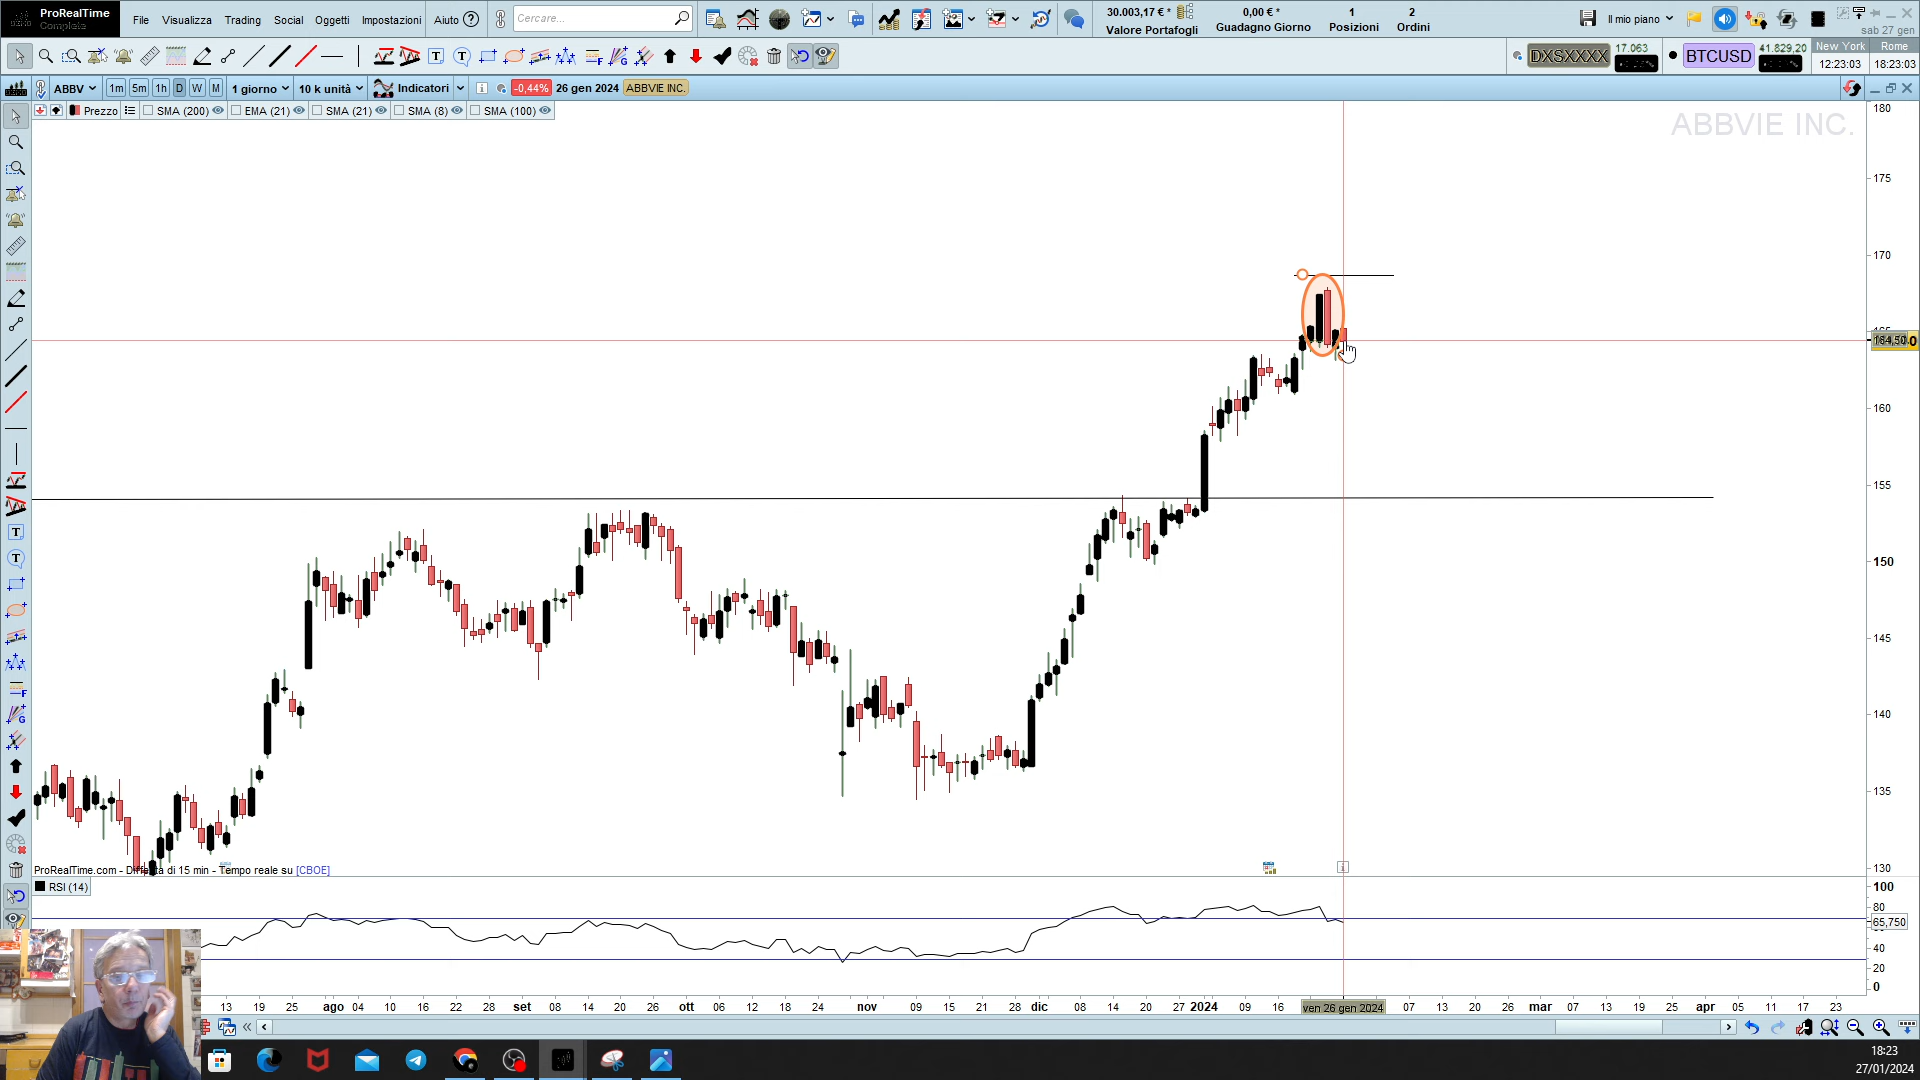 ProRealTime
Complete
File Visualizza Trading Social Oggetti Impostazioni Aiuto ?
Cercare...
30.003,17 € *
Valore Portafogli
0,00 € *
Guadagno Giorno
1
Posizioni
2
Ordini
Il mio piano
sab 27 gen
DXSXXXX 17.063
BTCUSD 41.829,20
New York
12:23:03
Rome
18:23:03
ABBV 1m 5m 1h D W M 1 giorno 10 k unità Indicatori i -0,44% 26 gen 2024 ABBVIE INC.
Prezzo SMA (200) EMA (21) SMA (21) SMA (8) SMA (100)
ABBVIE INC.
180
175
170
165
164,50
160
155
150
145
140
135
130
ProRealTime.com - Differita di 15 min - Tempo reale su [CBOE]
RSI (14)
100
80
65,750
40
20
0
13 19 25 ago 04 10 16 22 28 set 08 14 20 26 ott 06 12 18 24 nov 09 15 21 28 dic 08 14 20 27 2024 09 16 ven 26 gen 2024 07 13 20 26 mar 07 13 19 25 apr 05 11 17 23
18:23
27/01/2024